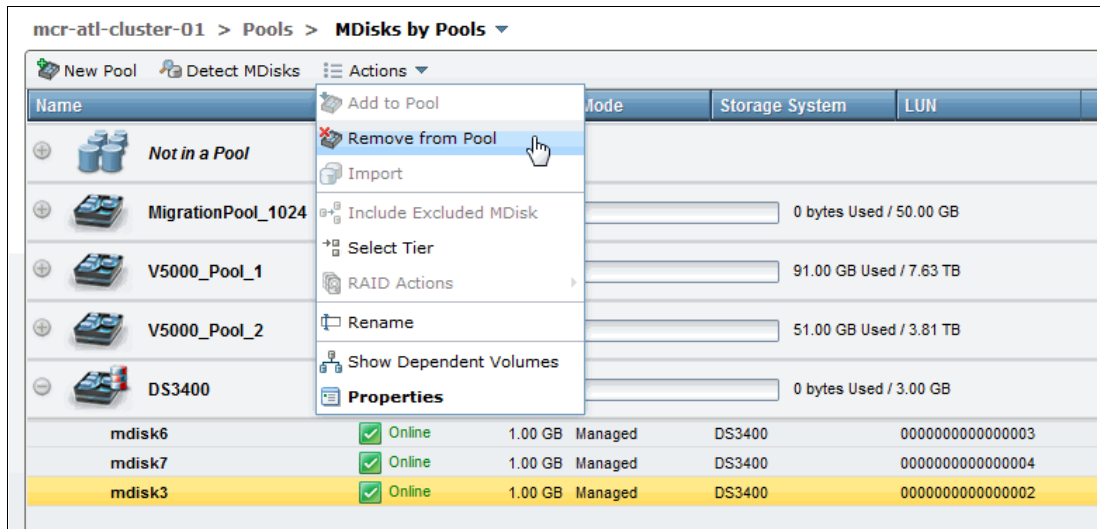 mcr-atl-cluster-01 > Pools > MDisks by Pools
New Pool Detect MDisks Actions
Name Mode Storage System LUN
Add to Pool
Remove from Pool
Import
Include Excluded MDisk
Select Tier
RAID Actions
Rename
Show Dependent Volumes
Properties
Not in a Pool
MigrationPool_1024 0 bytes Used / 50.00 GB
V5000_Pool_1 91.00 GB Used / 7.63 TB
V5000_Pool_2 51.00 GB Used / 3.81 TB
DS3400 0 bytes Used / 3.00 GB
mdisk6 Online 1.00 GB Managed DS3400 0000000000000003
mdisk7 Online 1.00 GB Managed DS3400 0000000000000004
mdisk3 Online 1.00 GB Managed DS3400 0000000000000002